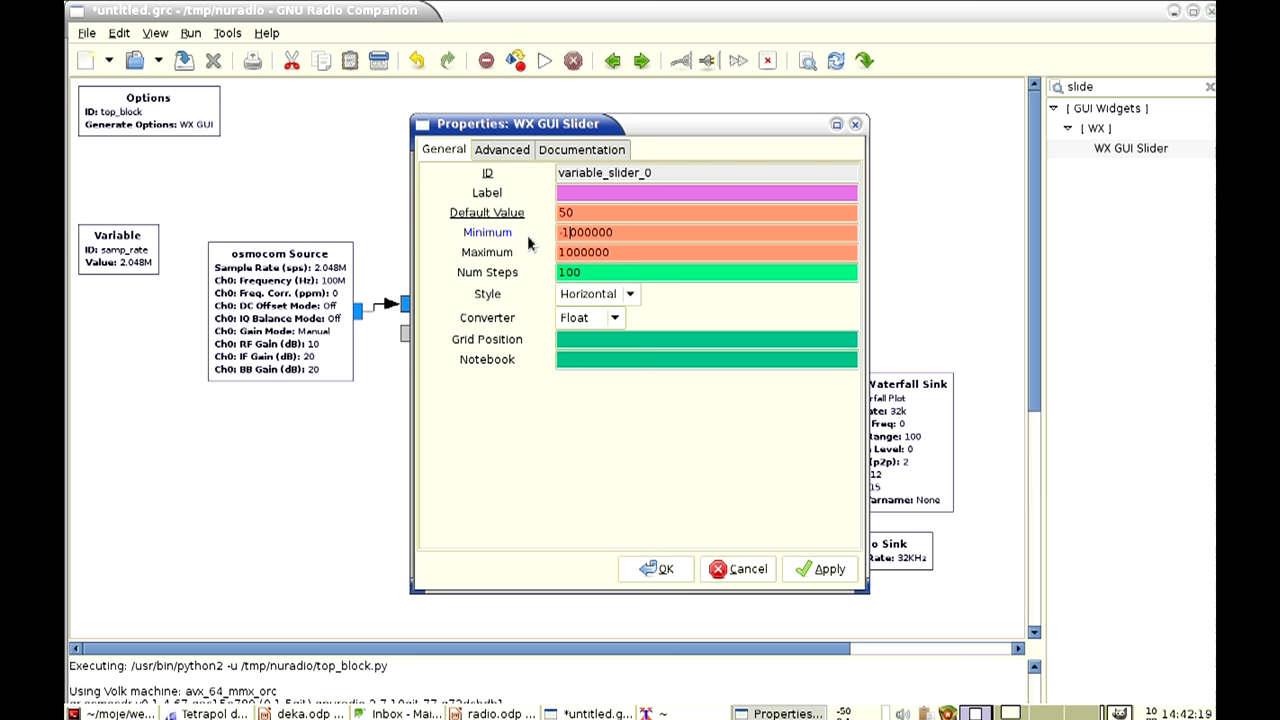 *untitled.grc - /tmp/nuradio - GNU Radio Companion
File Edit View Run Tools Help
slide
Options
ID: top_block
Generate Options: WX GUI
[ GUI Widgets ]
[ WX ]
WX GUI Slider
Variable
ID: samp_rate
Value: 2.048M
osmocom Source
Sample Rate (sps): 2.048M
Ch0: Frequency (Hz): 100M
Ch0: Freq. Corr. (ppm): 0
Ch0: DC Offset Mode: Off
Ch0: IQ Balance Mode: Off
Ch0: Gain Mode: Manual
Ch0: RF Gain (dB): 10
Ch0: IF Gain (dB): 20
Ch0: BB Gain (dB): 20
Properties: WX GUI Slider
General Advanced Documentation
ID variable_slider_0
Label
Default Value 50
Minimum -1000000
Maximum 1000000
Num Steps 100
Style Horizontal
Converter Float
Grid Position
Notebook
OK Cancel Apply
Waterfall Sink
rfall Plot
ate: 32k
Freq: 0
ange: 100
Level: 0
(p2p): 2
12
15
arname: None
o Sink
Rate: 32KHz
Executing: /usr/bin/python2 -u /tmp/nuradio/top_block.py
Using Volk machine: avx_64_mmx_orc
~/moje/we... Tetrapol d... deka.odp ... Inbox - Mai... radio.odp ... *untitled.g... ~ Properties... -50 10 14:42:19